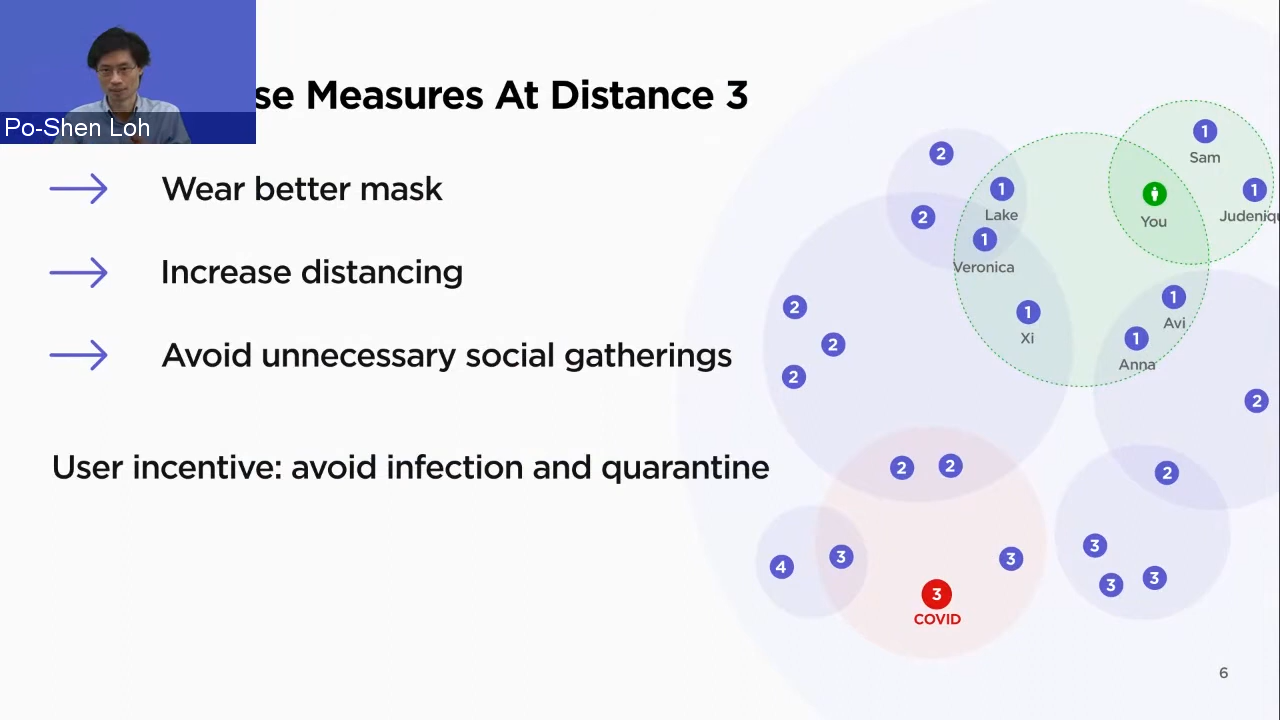 se Measures At Distance 3
Po-Shen Loh
Wear better mask
Increase distancing
Avoid unnecessary social gatherings
User incentive: avoid infection and quarantine
1
Sam
2
1
Lake
1
You
1
Judeniqu
2
1
Veronica
2
1
Xi
1
Avi
2
1
Anna
2
2
2
2
2
3
3
3
4
3
3
3
COVID
6